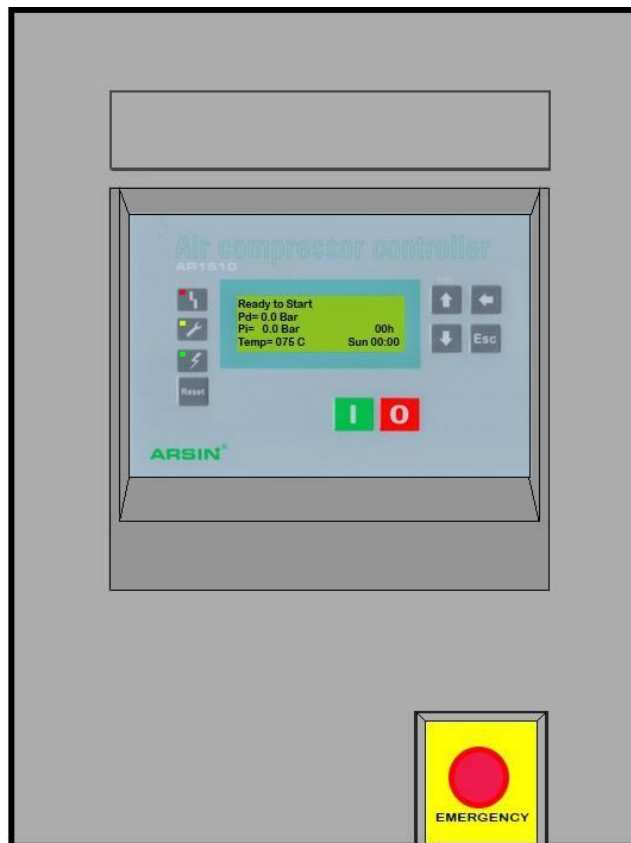 Air compressor controller
AR1510
Ready to Start
Pd= 0.0 Bar
Pi= 0.0 Bar 00h
Temp= 075 C Sun 00:00
Esc
Reset
I O
ARSIN®
EMERGENCY